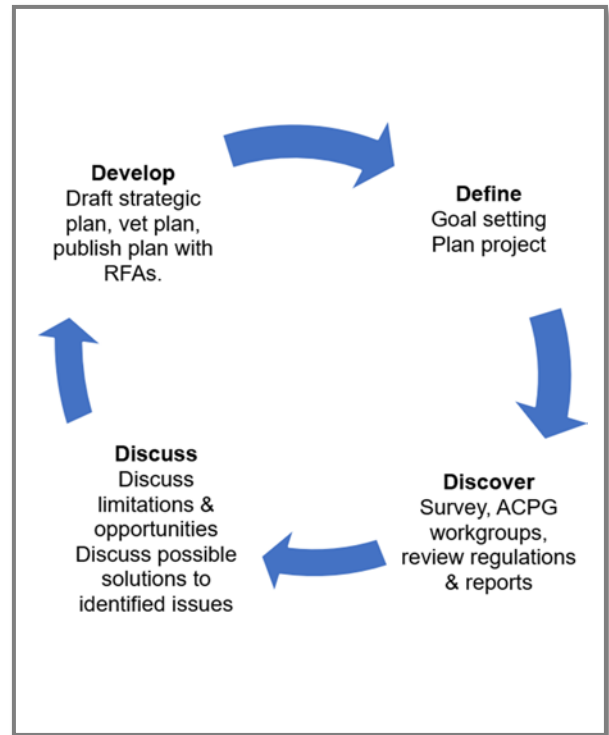 Develop
Draft strategic
plan, vet plan,
publish plan with
RFAs.
Define
Goal setting
Plan project
Discuss
Discuss
limitations &
opportunities
Discuss possible
solutions to
identified issues
Discover
Survey, ACPG
workgroups,
review regulations
& reports